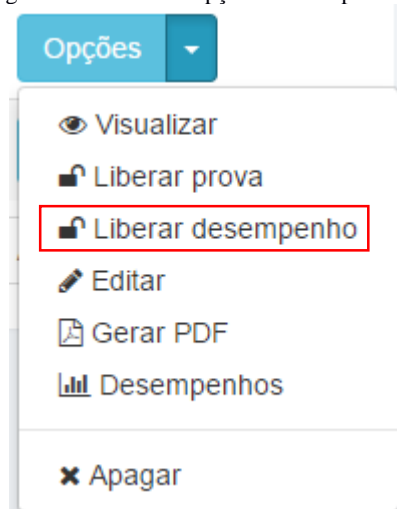 Opções
Visualizar
Liberar prova
Liberar desempenho
Editar
Gerar PDF
Desempenhos
Apagar